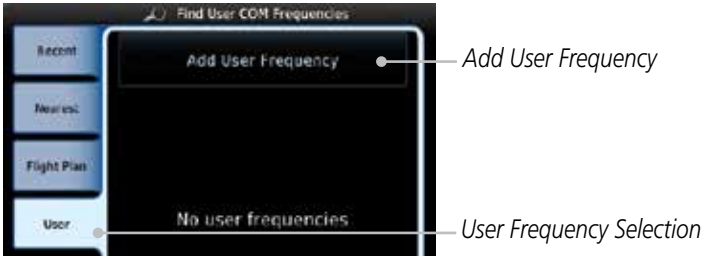 Find User COM Frequencies
Recent
Add User Frequency
Add User Frequency
Nearest
Flight Plan
User
No user frequencies
User Frequency Selection